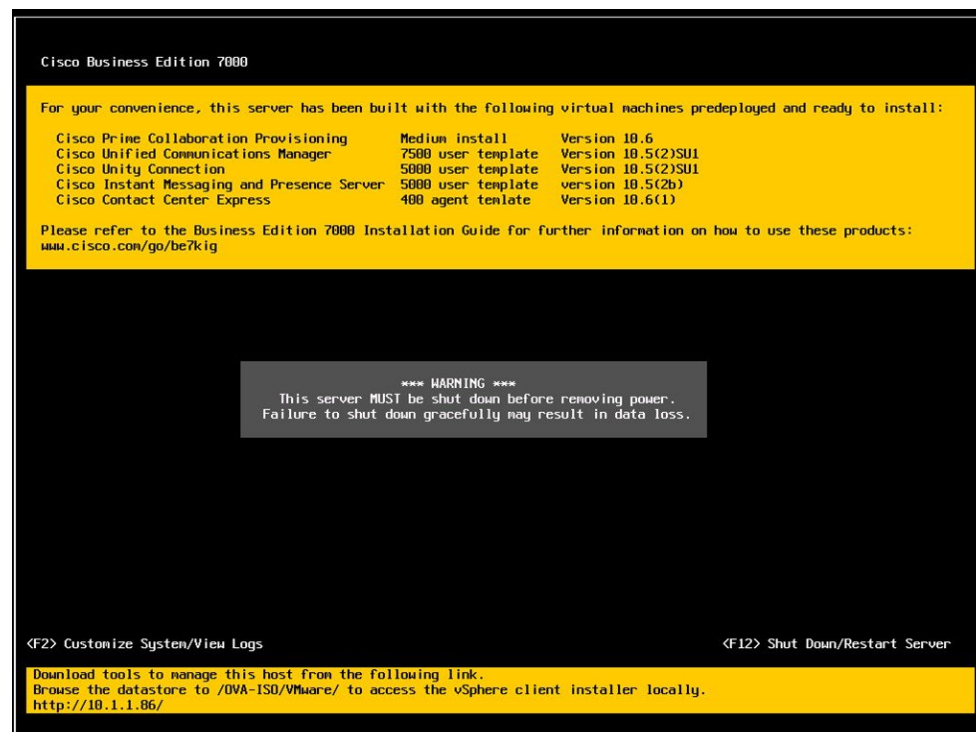 Cisco Business Edition 7000
For your convenience, this server has been built with the following virtual machines predeployed and ready to install:
Cisco Prime Collaboration Provisioning Medium install Version 10.6
Cisco Unified Communications Manager 7500 user template Version 10.5(2)SU1
Cisco Unity Connection 5000 user template Version 10.5(2)SU1
Cisco Instant Messaging and Presence Server 5000 user template version 10.5(2b)
Cisco Contact Center Express 400 agent temlate Version 10.6(1)
Please refer to the Business Edition 7000 Installation Guide for further information on how to use these products:
www.cisco.com/go/be7kig
*** WARNING ***
This server MUST be shut down before removing power.
Failure to shut down gracefully may result in data loss.
<F2> Customize System/View Logs <F12> Shut Down/Restart Server
Download tools to manage this host from the following link.
Browse the datastore to /OVA-ISO/VMware/ to access the vSphere client installer locally.
http://10.1.1.86/